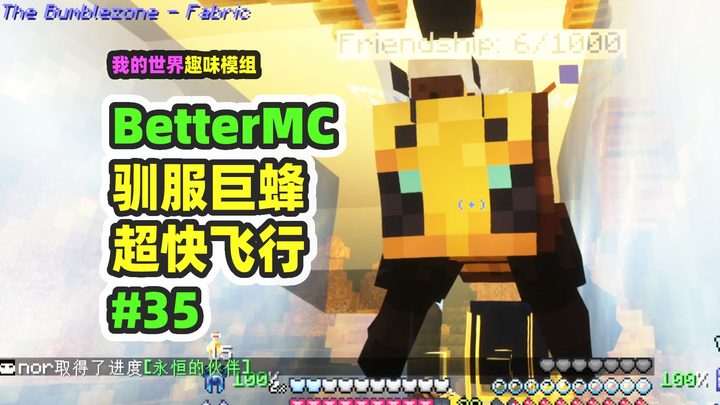 The Bumblezone - Fabric
Friendship: 6/1000
我的世界趣味模组
BetterMC
驯服巨蜂
超快飞行
#35
15
nor取得了进度[永恒的伙伴]
100%
100%